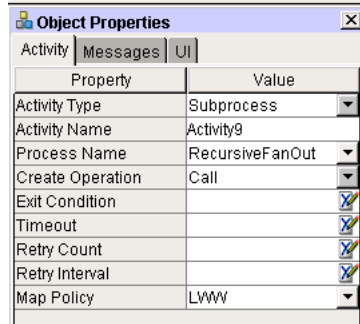 Object Properties
Activity Messages UI
Property Value
Activity Type Subprocess
Activity Name Activity9
Process Name RecursiveFanOut
Create Operation Call
Exit Condition
Timeout
Retry Count
Retry Interval
Map Policy LWW